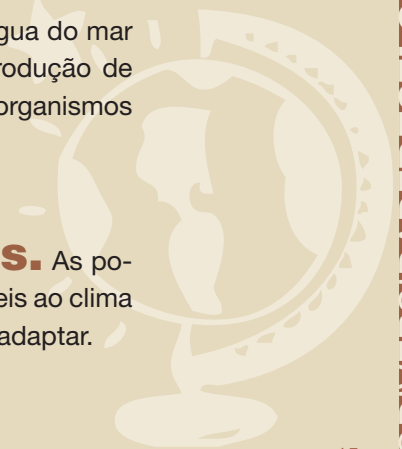 gua do mar
rodução de
organismos
s. As po-
eis ao clima
adaptar.